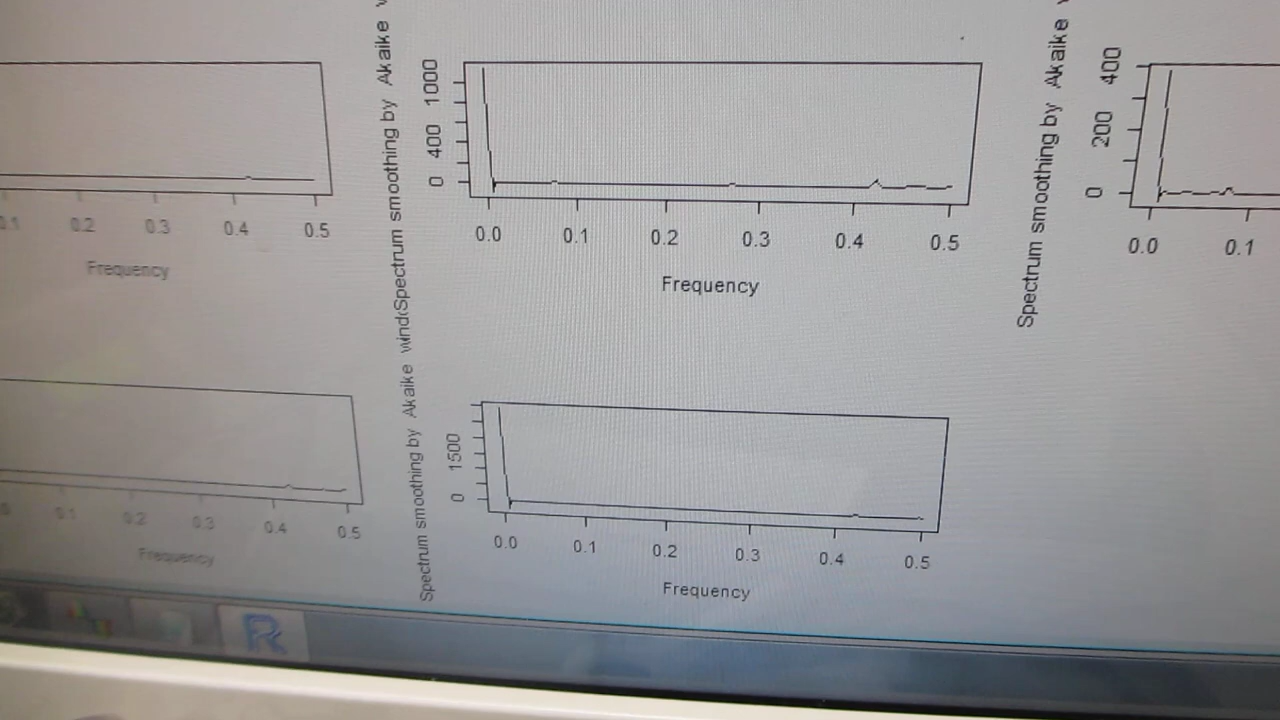 0.1 0.2 0.3 0.4 0.5
Frequency
Spectrum smoothing by Akaike
0 400 1000
0.0 0.1 0.2 0.3 0.4 0.5
Frequency
Spectrum smoothing by Akaike
0 200 400
0.0 0.1
0.1 0.2 0.3 0.4 0.5
Frequency
Spectrum smoothing by Akaike
0 1500
0.0 0.1 0.2 0.3 0.4 0.5
Frequency
R